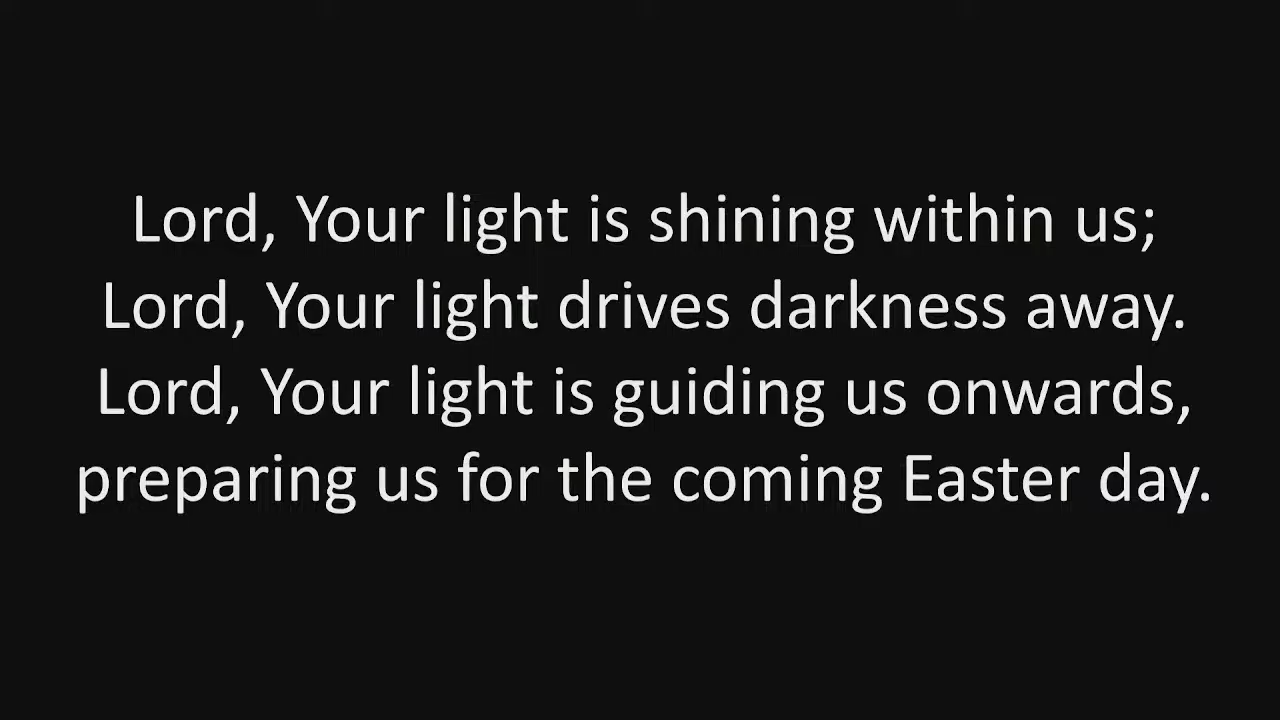 Lord, Your light is shining within us;
Lord, Your light drives darkness away.
Lord, Your light is guiding us onwards,
preparing us for the coming Easter day.